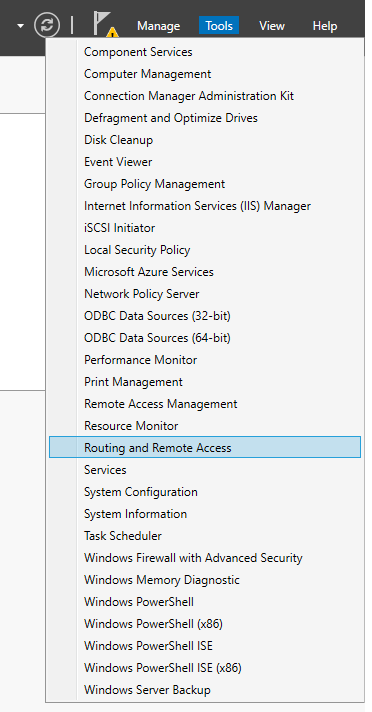 Manage Tools View Help
Component Services
Computer Management
Connection Manager Administration Kit
Defragment and Optimize Drives
Disk Cleanup
Event Viewer
Group Policy Management
Internet Information Services (IIS) Manager
iSCSI Initiator
Local Security Policy
Microsoft Azure Services
Network Policy Server
ODBC Data Sources (32-bit)
ODBC Data Sources (64-bit)
Performance Monitor
Print Management
Remote Access Management
Resource Monitor
Routing and Remote Access
Services
System Configuration
System Information
Task Scheduler
Windows Firewall with Advanced Security
Windows Memory Diagnostic
Windows PowerShell
Windows PowerShell (x86)
Windows PowerShell ISE
Windows PowerShell ISE (x86)
Windows Server Backup